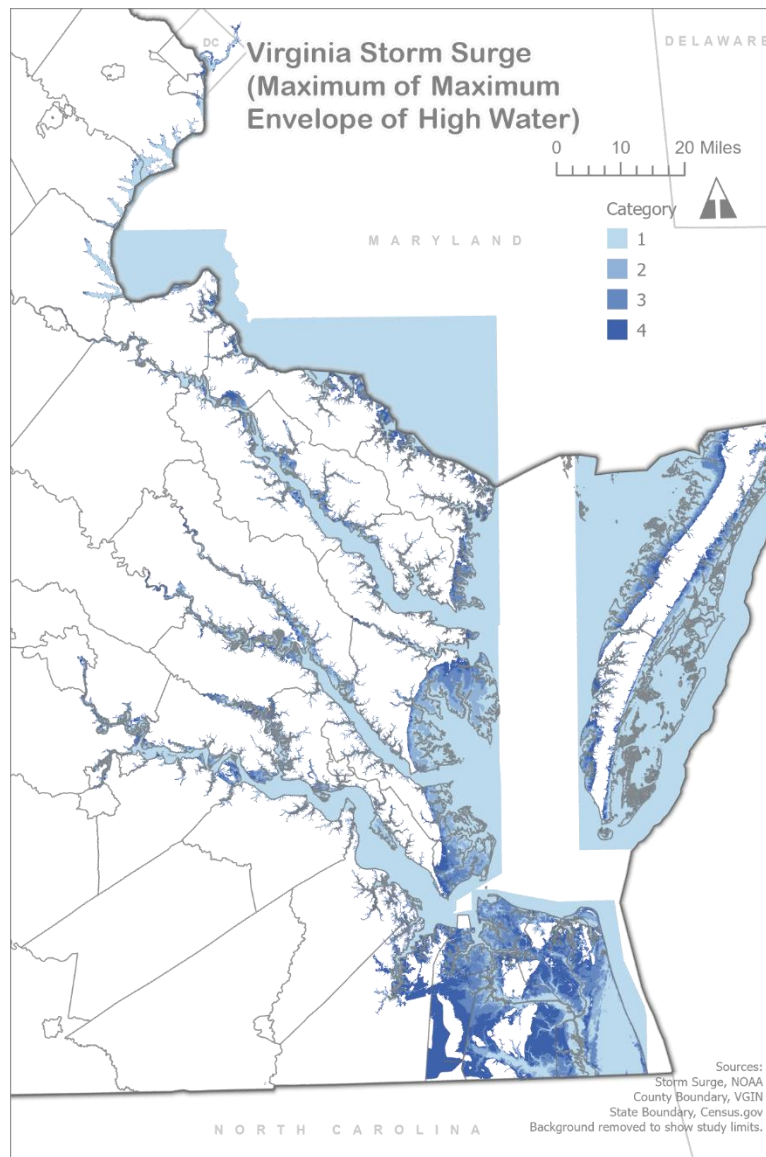 DC
DELAWARE
Virginia Storm Surge
(Maximum of Maximum
Envelope of High Water)
0 10 20 Miles
Category
1
2
3
4
MARYLAND
Sources:
Storm Surge, NOAA
County Boundary, VGIN
State Boundary, Census.gov
Background removed to show study limits.
NORTH CAROLINA